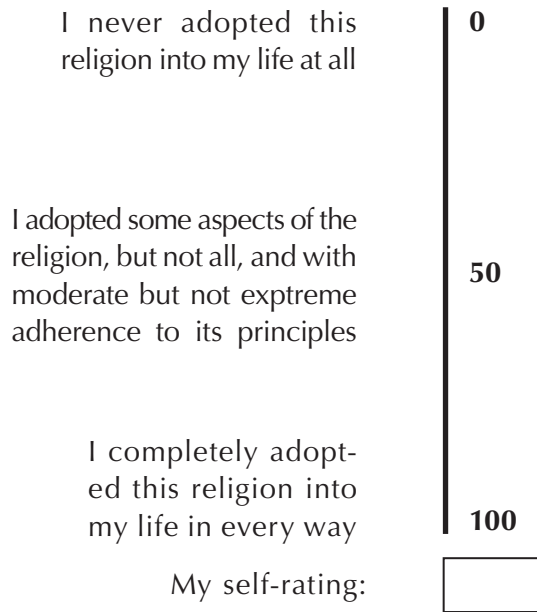 I never adopted this
religion into my life at all
0
I adopted some aspects of the
religion, but not all, and with
moderate but not exptreme
adherence to its principles
50
I completely adopt-
ed this religion into
my life in every way
100
My self-rating: